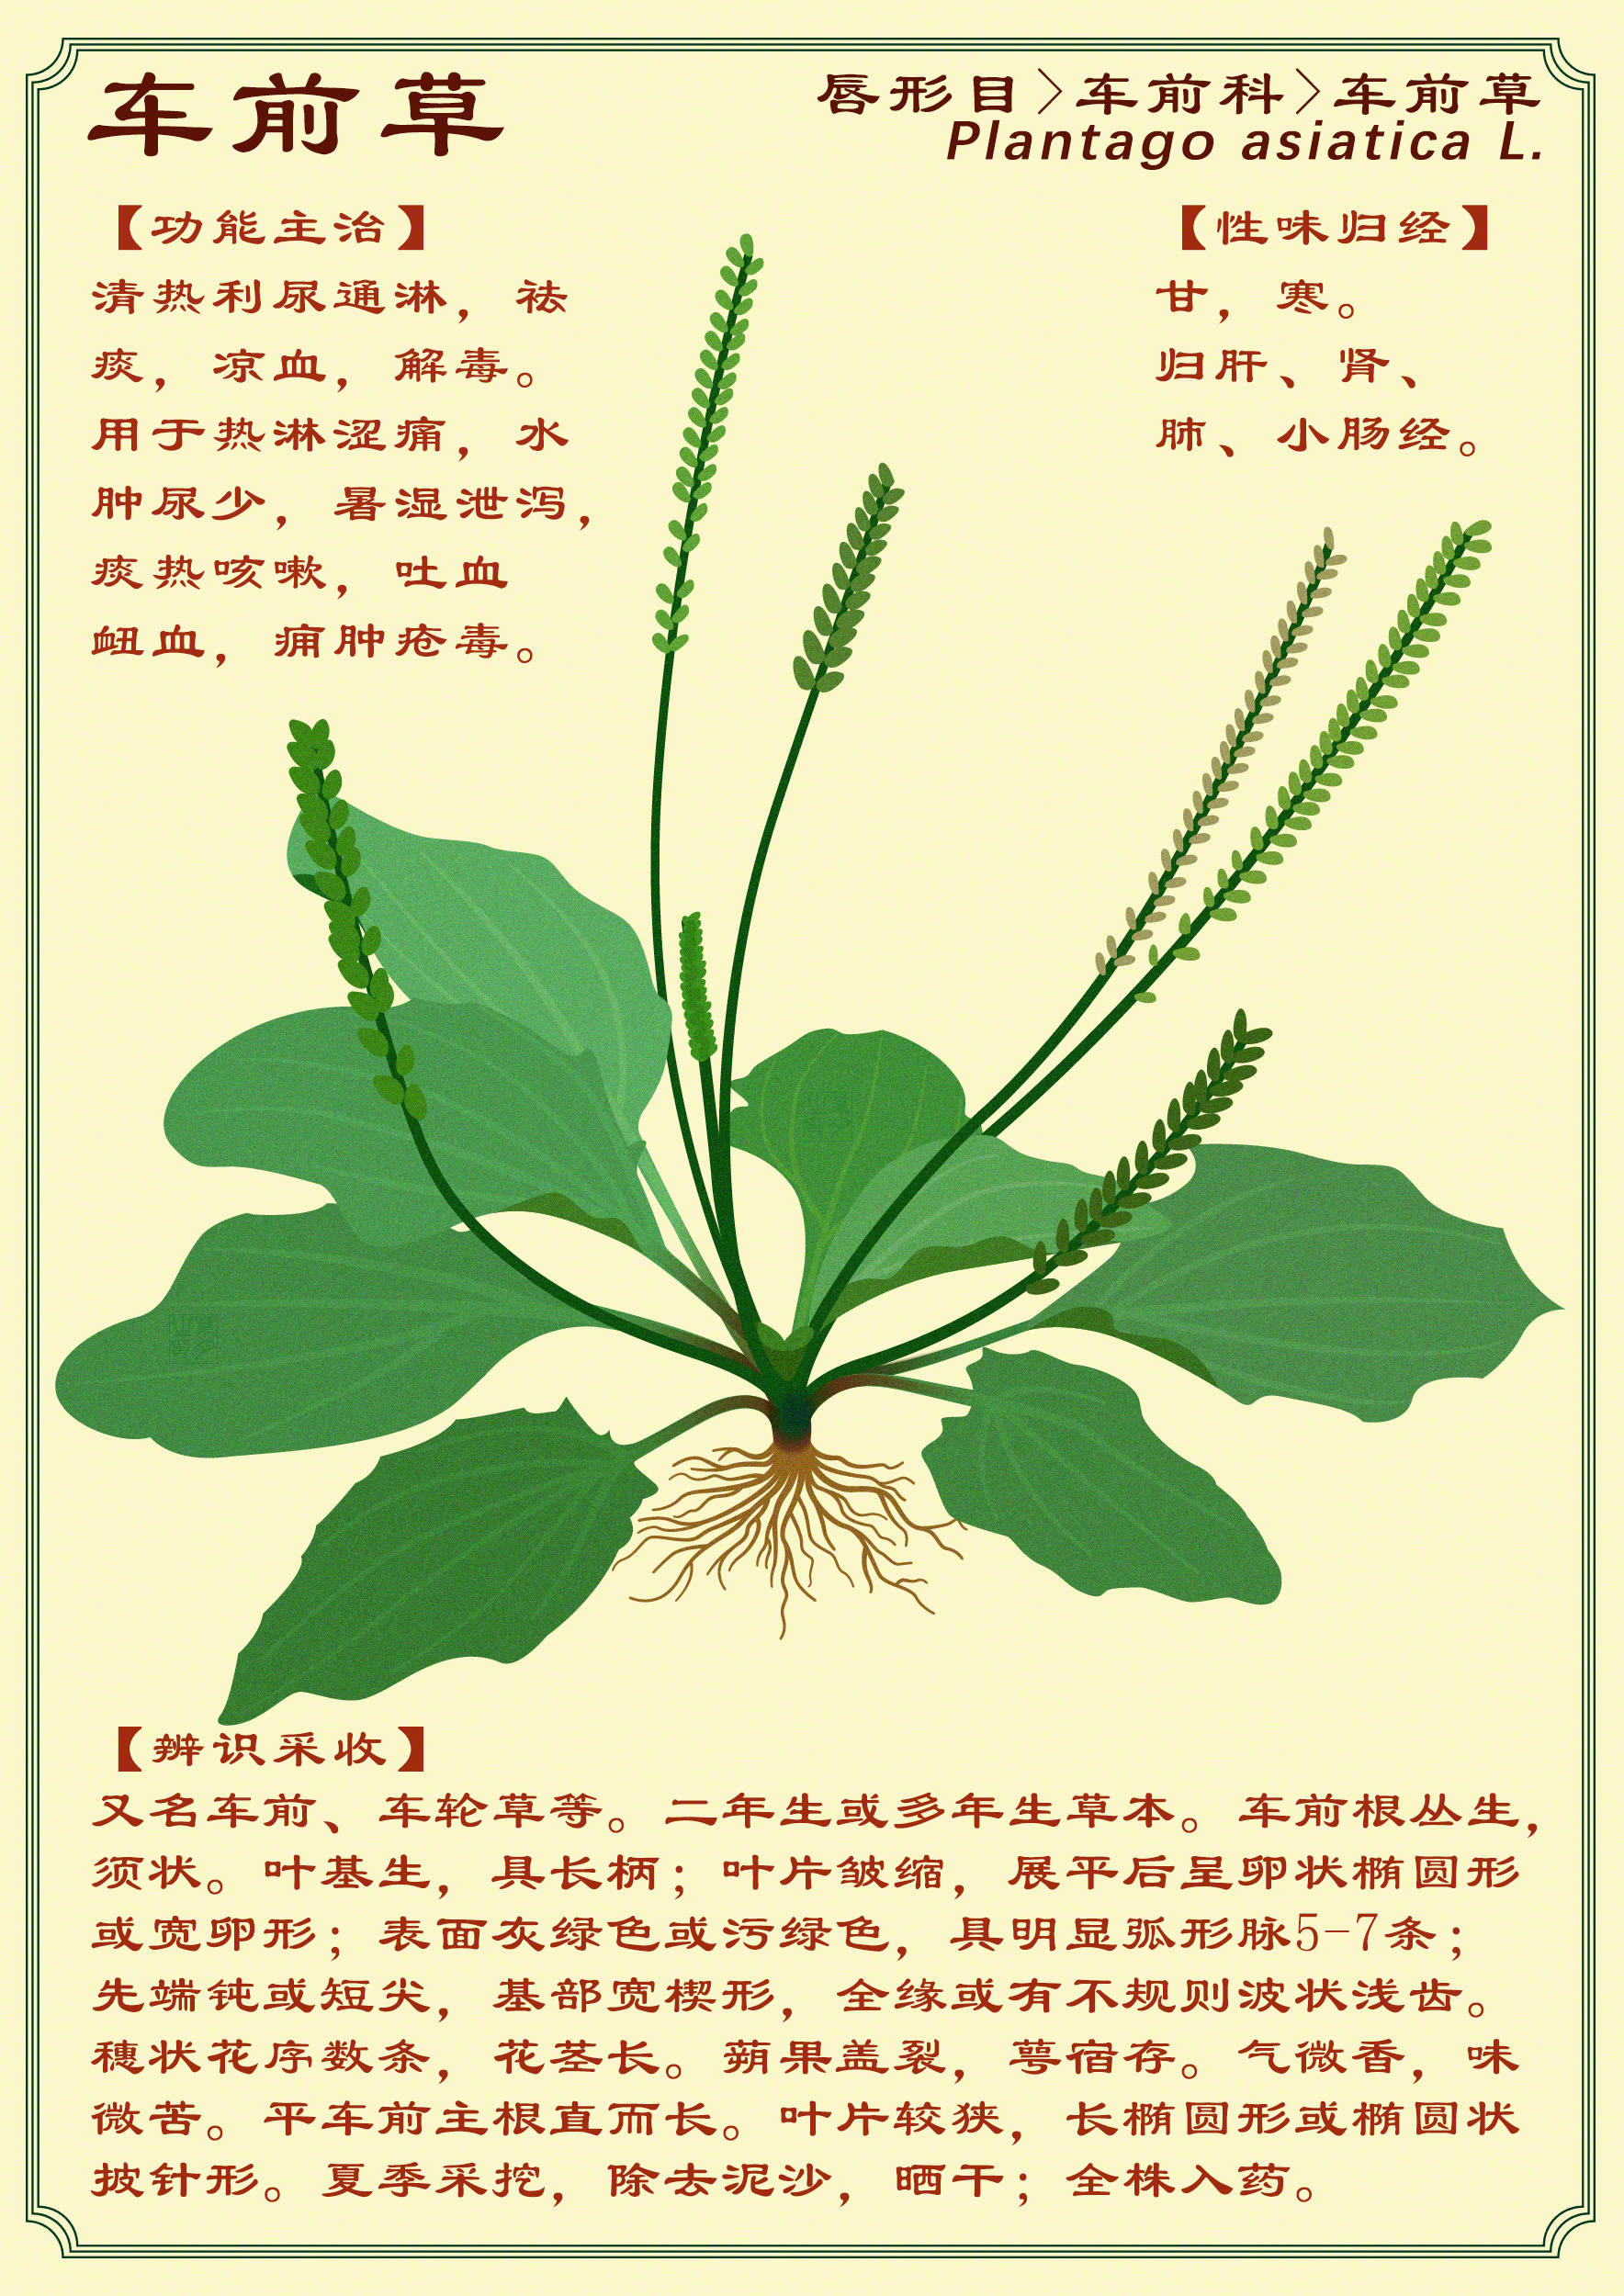 车前草
唇形目>车前科>车前草
Plantago asiatica L.
【功能主治】
清热利尿通淋，祛
痰，凉血，解毒。
用于热淋涩痛，水
肿尿少，暑湿泄泻，
痰热咳嗽，吐血
衄血，痈肿疮毒。
【性味归经】
甘，寒。
归肝、肾、
肺、小肠经。
【辨识采收】
又名车前、车轮草等。二年生或多年生草本。车前根丛生，
须状。叶基生，具长柄；叶片皱缩，展平后呈卵状椭圆形
或宽卵形；表面灰绿色或污绿色，具明显弧形脉5-7条；
先端钝或短尖，基部宽楔形，全缘或有不规则波状浅齿。
穗状花序数条，花茎长。蒴果盖裂，萼宿存。气微香，味
微苦。平车前主根直而长。叶片较狭，长椭圆形或椭圆状
披针形。夏季采挖，除去泥沙，晒干；全株入药。